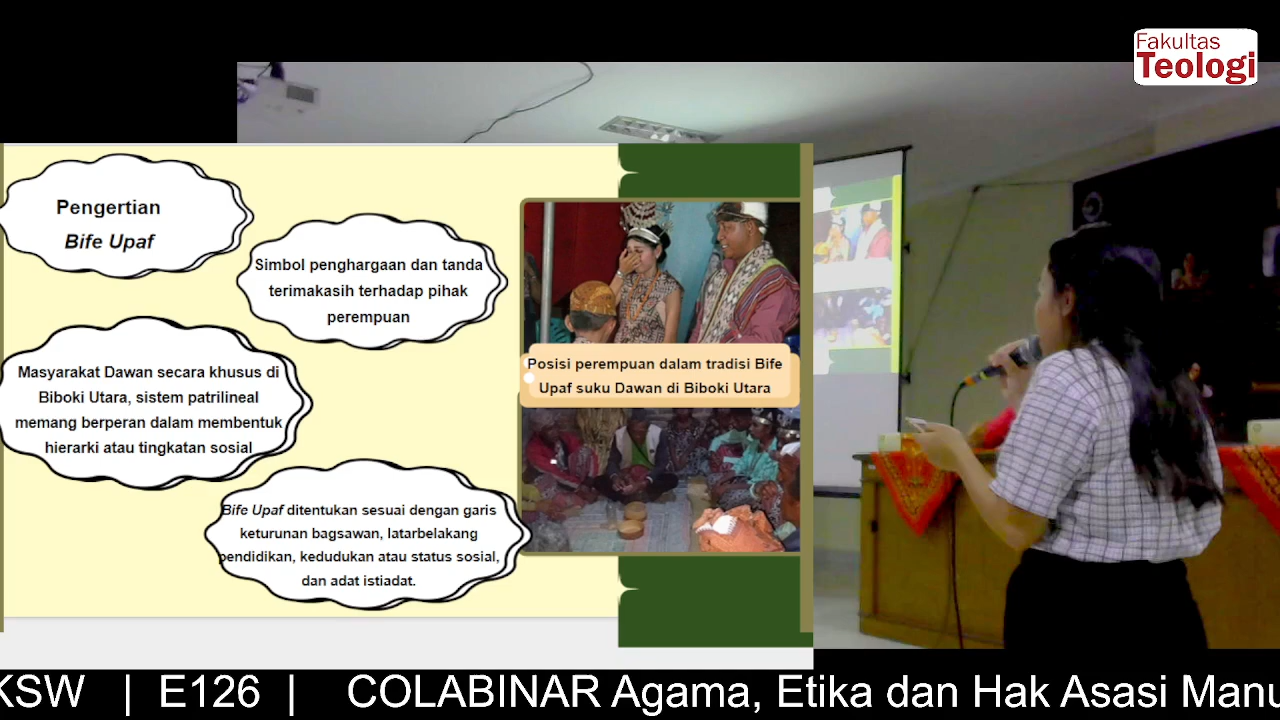 Fakultas
Teologi
Pengertian
Bife Upaf
Simbol penghargaan dan tanda
terimakasih terhadap pihak
perempuan
Masyarakat Dawan secara khusus di
Biboki Utara, sistem patrilineal
memang berperan dalam membentuk
hierarki atau tingkatan sosial
Posisi perempuan dalam tradisi Bife
Upaf suku Dawan di Biboki Utara
Bife Upaf ditentukan sesuai dengan garis
keturunan bagsawan, latarbelakang
pendidikan, kedudukan atau status sosial,
dan adat istiadat.
KSW | E126 | COLABINAR Agama, Etika dan Hak Asasi Manu